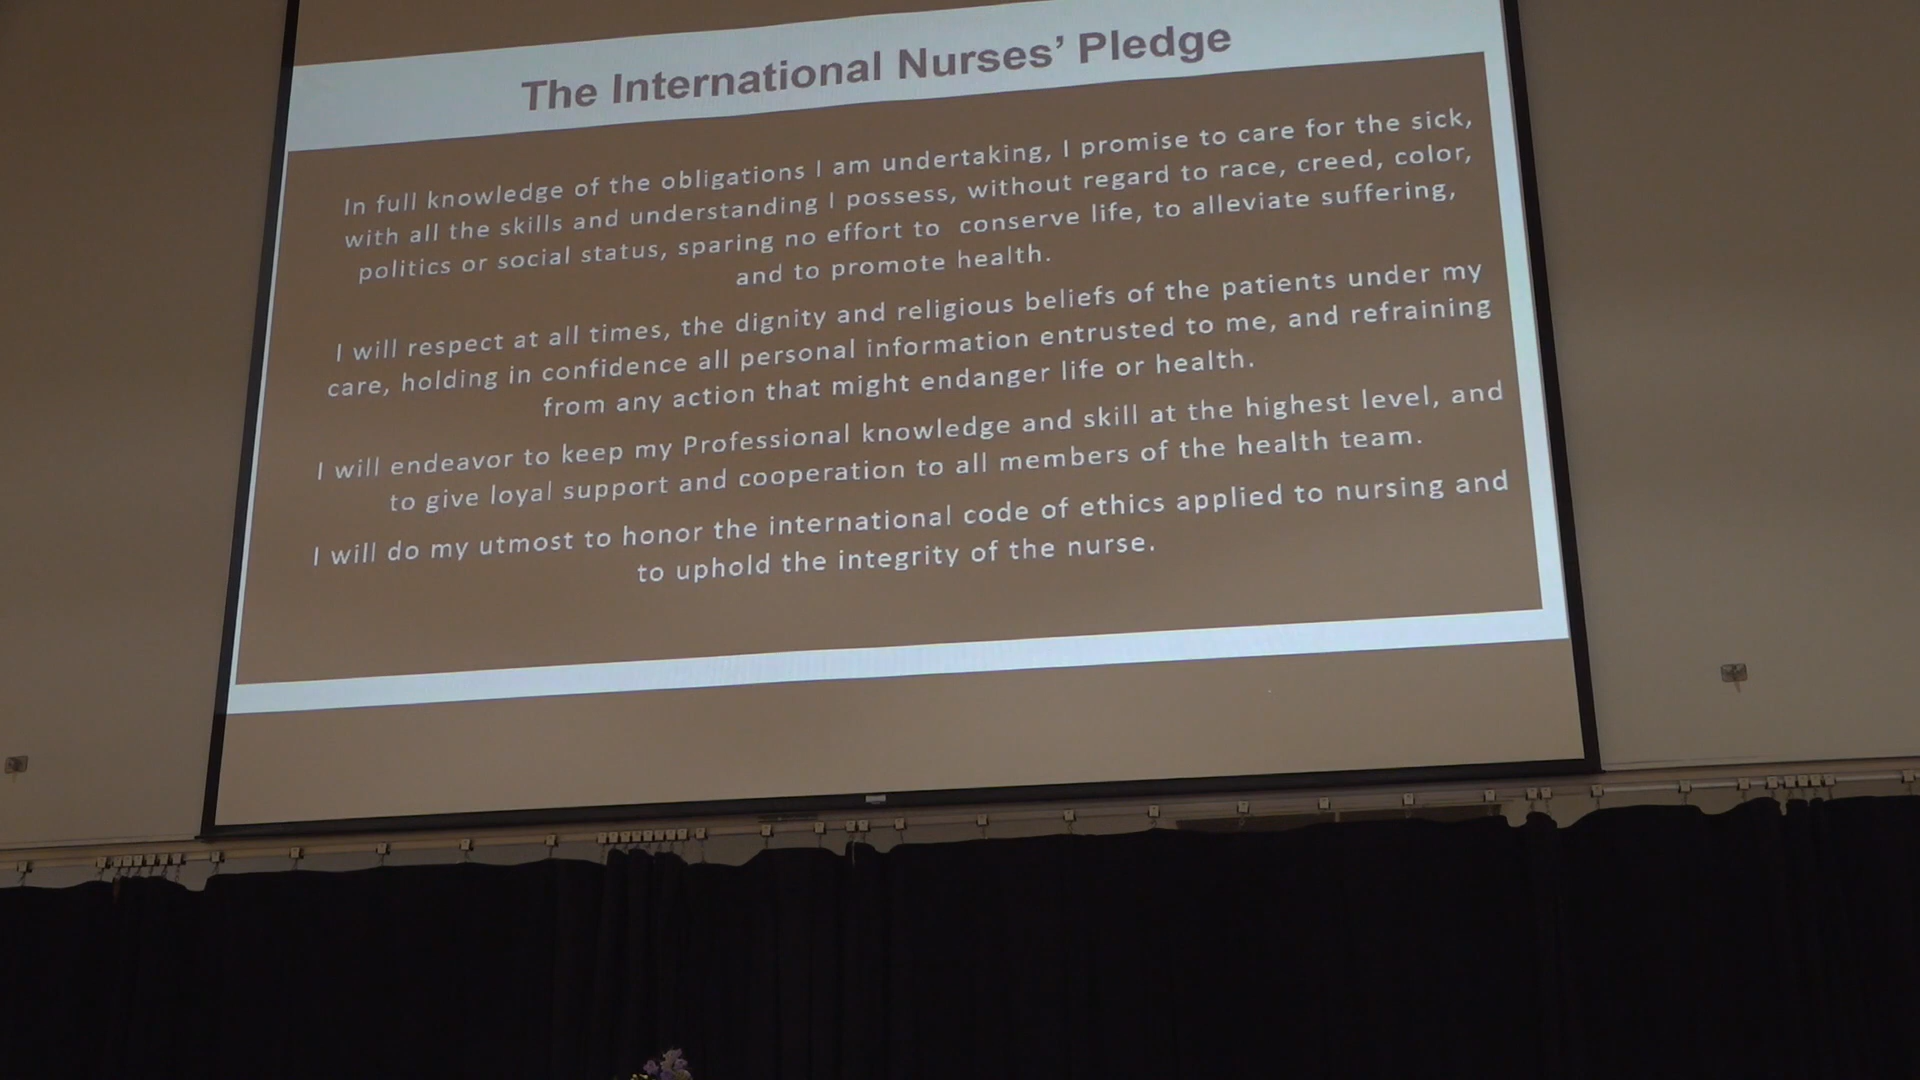 The International Nurses’ Pledge
In full knowledge of the obligations I am undertaking, I promise to care for the sick,
with all the skills and understanding I possess, without regard to race, creed, color,
politics or social status, sparing no effort to conserve life, to alleviate suffering,
and to promote health.
I will respect at all times, the dignity and religious beliefs of the patients under my
care, holding in confidence all personal information entrusted to me, and refraining
from any action that might endanger life or health.
I will endeavor to keep my Professional knowledge and skill at the highest level, and
to give loyal support and cooperation to all members of the health team.
I will do my utmost to honor the international code of ethics applied to nursing and
to uphold the integrity of the nurse.